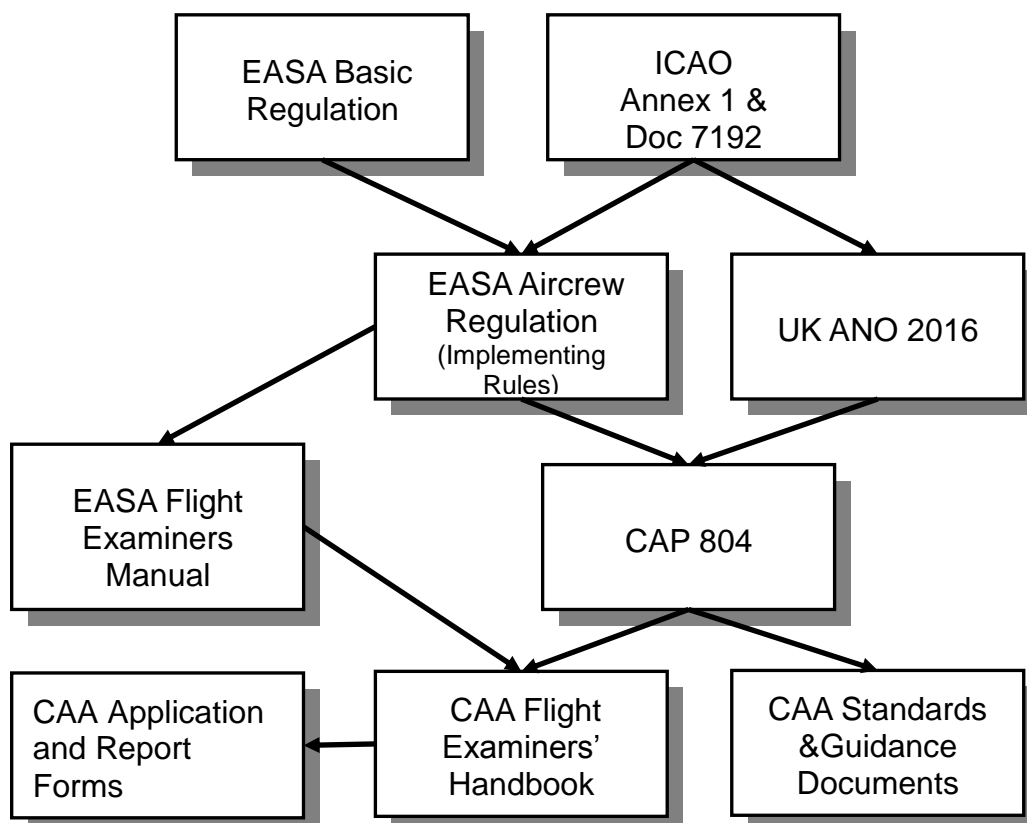 EASA Basic
Regulation
ICAO
Annex 1 &
Doc 7192
EASA Aircrew
Regulation
(Implementing
Rules)
UK ANO 2016
EASA Flight
Examiners
Manual
CAP 804
CAA Application
and Report
Forms
CAA Flight
Examiners’
Handbook
CAA Standards
&Guidance
Documents